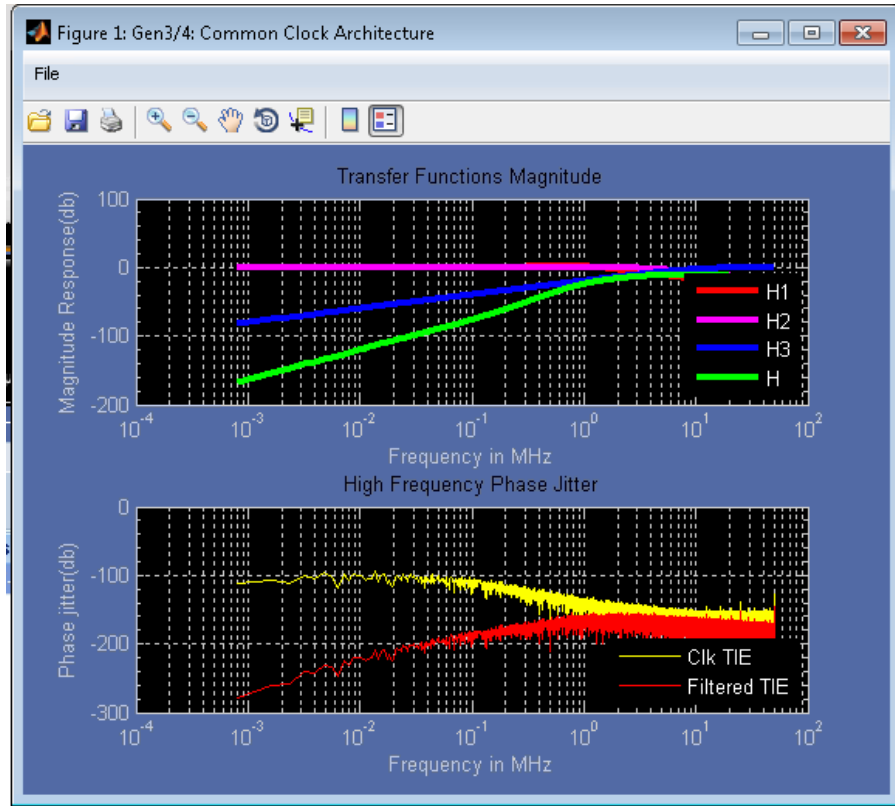 Figure 1: Gen3/4: Common Clock Architecture
File
Transfer Functions Magnitude
Magnitude Response(db)
100
0
-100
-200
H1
H2
H3
H
10^-4 10^-3 10^-2 10^-1 10^0 10^1 10^2
Frequency in MHz
High Frequency Phase Jitter
Phase jitter(db)
0
-100
-200
-300
Clk TIE
Filtered TIE
10^-4 10^-3 10^-2 10^-1 10^0 10^1 10^2
Frequency in MHz